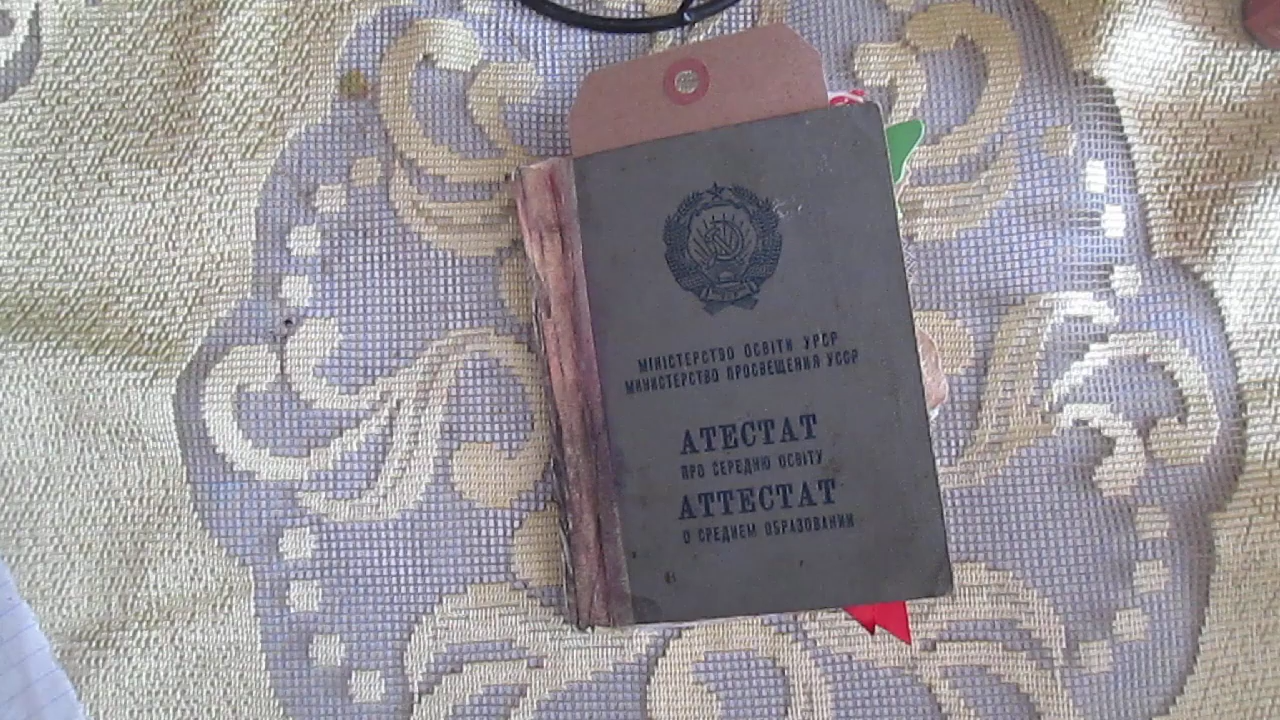 МІНІСТЕРСТВО ОСВІТИ УРСР
МИНИСТЕРСТВО ПРОСВЕЩЕНИЯ УССР
АТЕСТАТ
ПРО СЕРЕДНЮ ОСВІТУ
АТТЕСТАТ
О СРЕДНЕМ ОБРАЗОВАНИИ